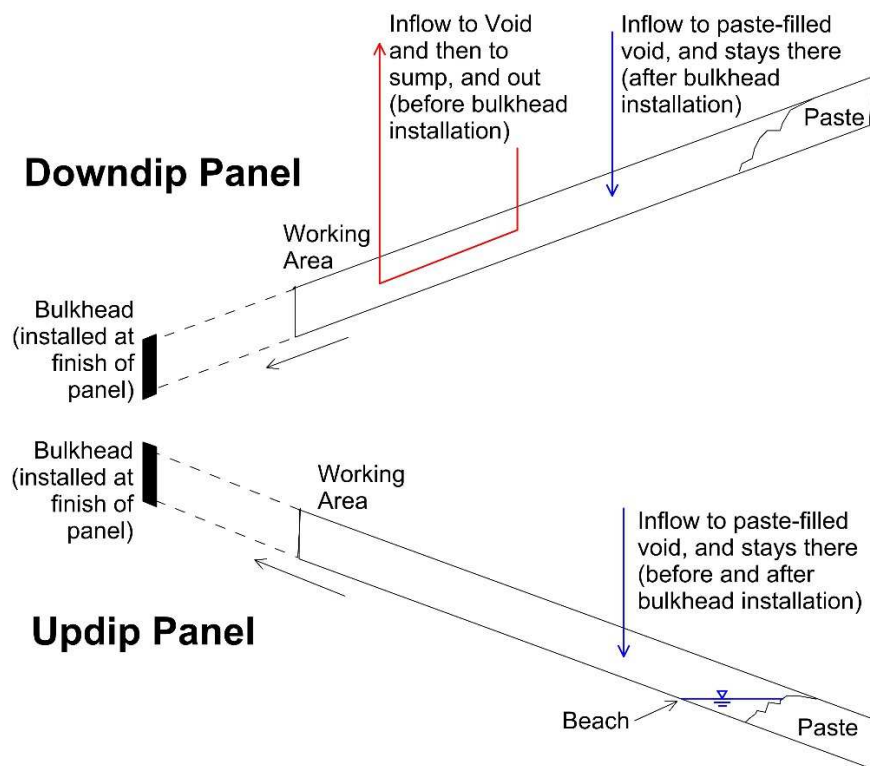 Inflow to Void
and then to
sump, and out
(before bulkhead
installation)
Inflow to paste-filled
void, and stays there
(after bulkhead
installation)
Paste
Downdip Panel
Working
Area
Bulkhead
(installed at
finish of
panel)
Bulkhead
(installed at
finish of
panel)
Working
Area
Inflow to paste-filled
void, and stays there
(before and after
bulkhead installation)
Updip Panel
Beach
Paste